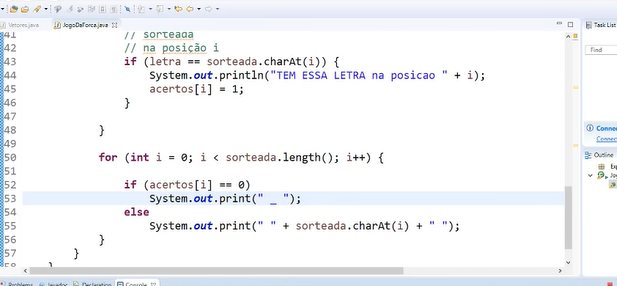 Vetores.java JogoDaForca.java Task List
41 // sorteada
42 // na posição i
43 if (letra == sorteada.charAt(i)) {
44 System.out.println("TEM ESSA LETRA na posicao " + i);
45 acertos[i] = 1;
46 }
47
48 }
49
50 for (int i = 0; i < sorteada.length(); i++) {
51
52 if (acertos[i] == 0)
53 System.out.print(" _ ");
54 else
55 System.out.print(" " + sorteada.charAt(i) + " ");
56 }
57 }
58 }
Find
Connec
Connect
Outline
Problems Javadoc Declaration Console